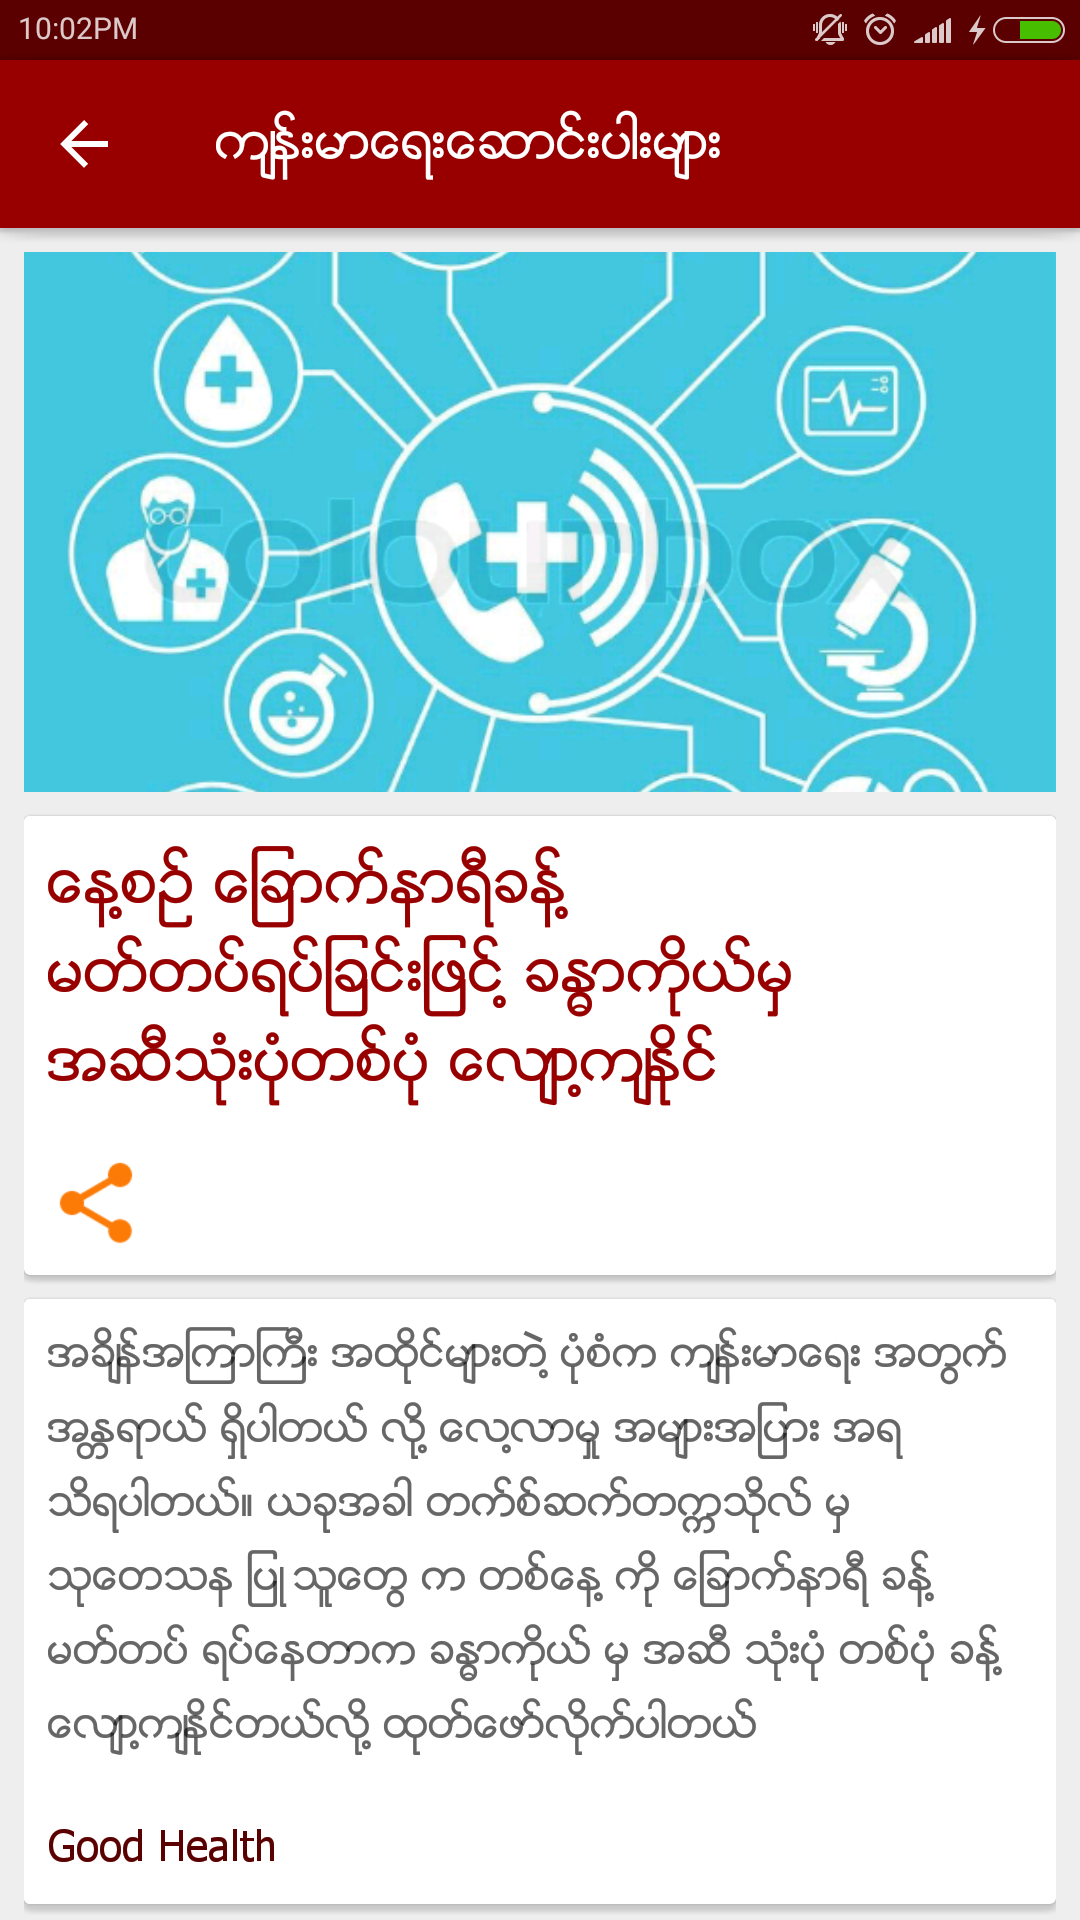 10:02PM
ကျန်းမာရေးဆောင်းပါးများ
Colourbox
နေ့စဉ် ခြောက်နာရီခန့်
မတ်တပ်ရပ်ခြင်းဖြင့် ခန္ဓာကိုယ်မှ
အဆီသုံးပုံတစ်ပုံ လျော့ကျနိုင်
အချိန်အကြာကြီး အထိုင်များတဲ့ ပုံစံက ကျန်းမာရေး အတွက်
အန္တရာယ် ရှိပါတယ် လို့ လေ့လာမှု အများအပြား အရ
သိရပါတယ်။ ယခုအခါ တက်စ်ဆက်တက္ကသိုလ် မှ
သုတေသန ပြု သူတွေ က တစ်နေ့ ကို ခြောက်နာရီ ခန့်
မတ်တပ် ရပ်နေတာက ခန္ဓာကိုယ် မှ အဆီ သုံးပုံ တစ်ပုံ ခန့်
လျော့ကျနိုင်တယ်လို့ ထုတ်ဖော်လိုက်ပါတယ်
Good Health